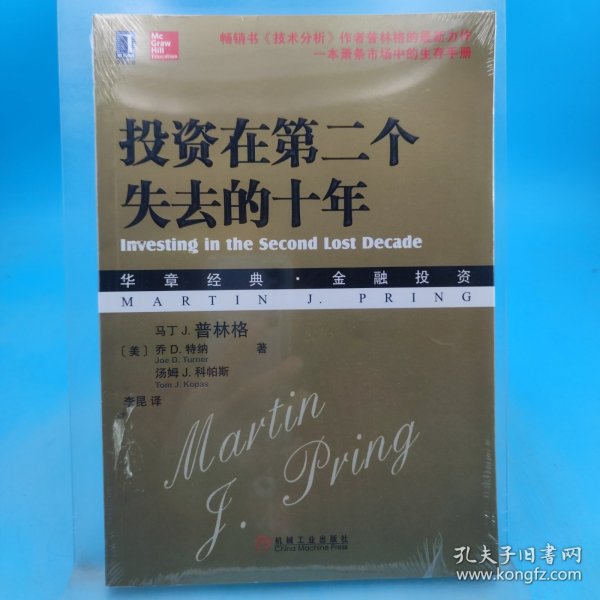 Mc
Graw
Hill
Education
畅销书《技术分析》作者普林格的最新力作
一本萧条市场中的生存手册
投资在第二个
失去的十年
Investing in the Second Lost Decade
华章经典·金融投资
MARTIN J. PRING
马丁 J. 普林格
[美] 乔 D. 特纳 著
Joe D. Turner
汤姆 J. 科帕斯
Tom J. Kopas
李昆 译
Martin
J. Pring
机械工业出版社
China Machine Press
孔夫子旧书网
www.kongfz.com